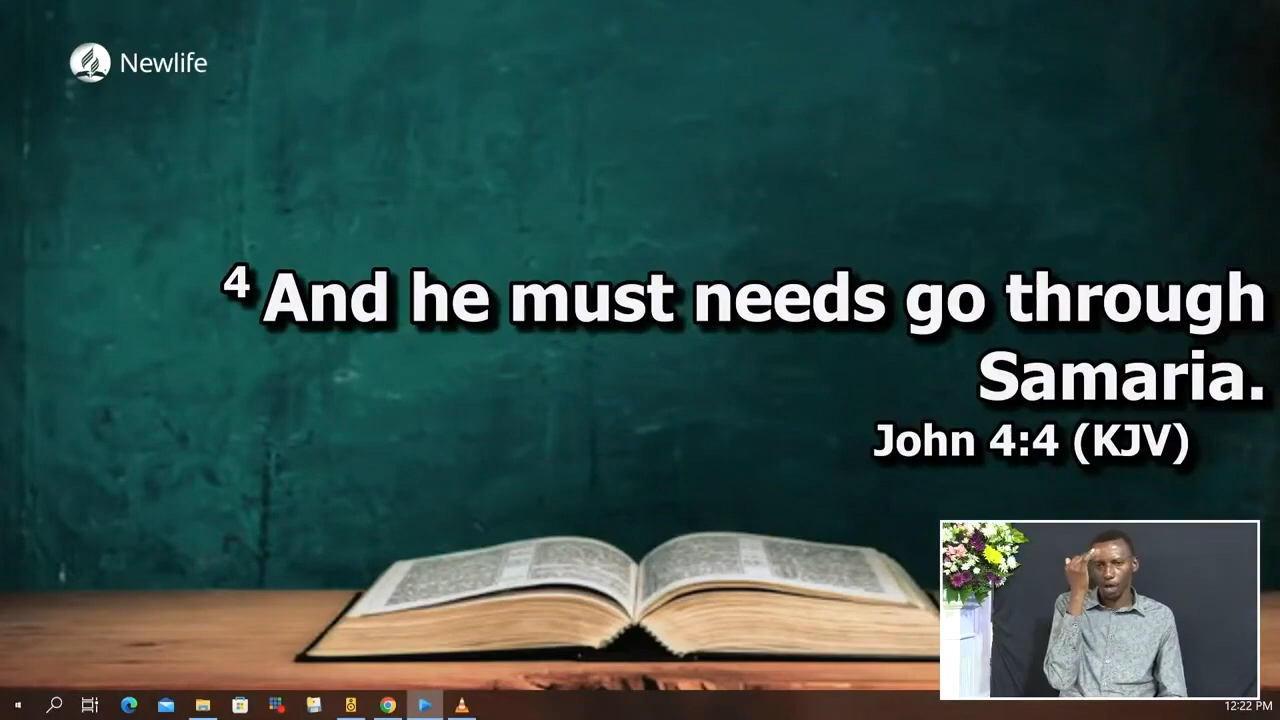 Newlife
4 And he must needs go through
Samaria.
John 4:4 (KJV)
12:22 PM